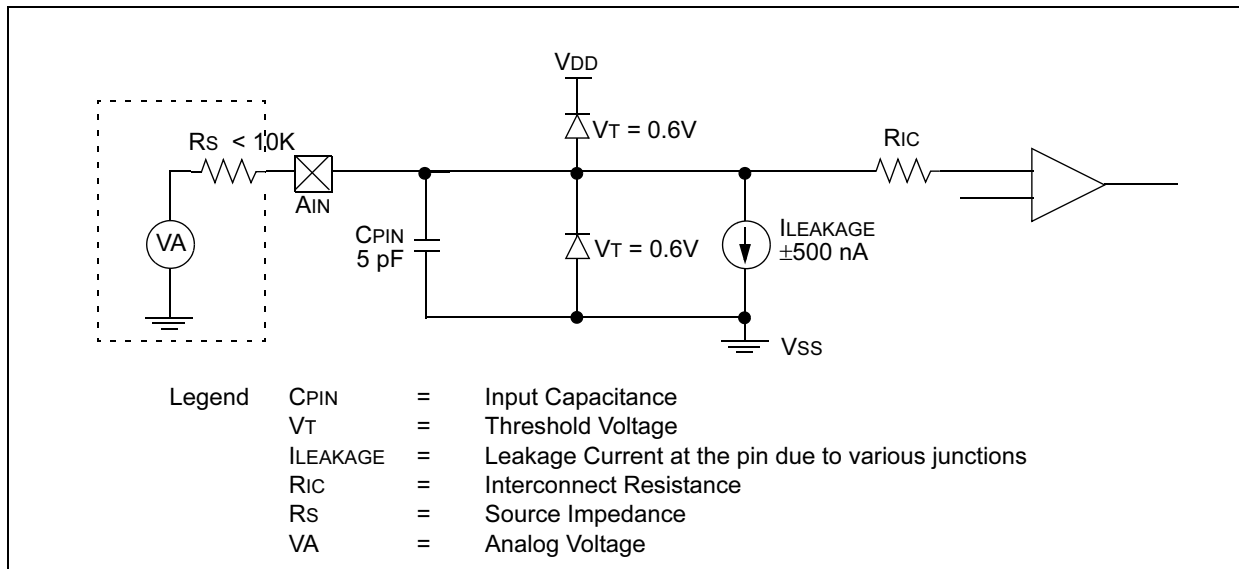 VDD
RS < 10K
VT = 0.6V
RIC
AIN
VA
CPIN
5 pF
VT = 0.6V
ILEAKAGE
±500 nA
VSS
Legend CPIN = Input Capacitance
VT = Threshold Voltage
ILEAKAGE = Leakage Current at the pin due to various junctions
RIC = Interconnect Resistance
RS = Source Impedance
VA = Analog Voltage